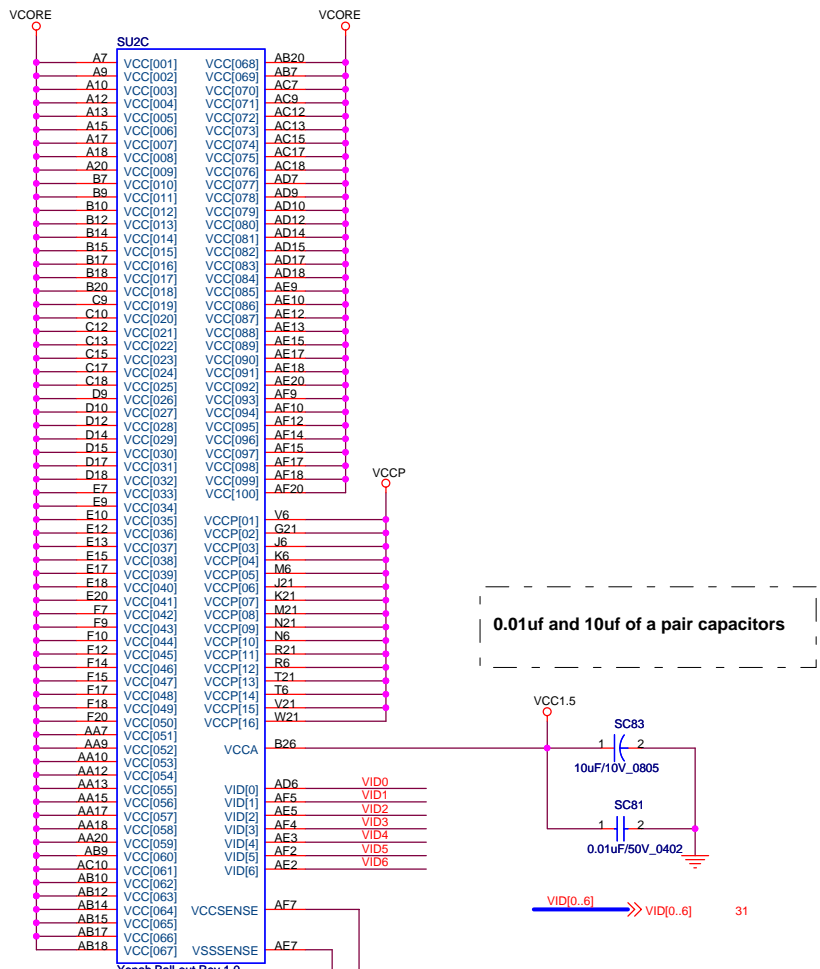 VCORE VCORE
SU2C
A7 VCC[001] VCC[068] AB20
A9 VCC[002] VCC[069] AB7
A10 VCC[003] VCC[070] AC7
A12 VCC[004] VCC[071] AC9
A13 VCC[005] VCC[072] AC12
A15 VCC[006] VCC[073] AC13
A17 VCC[007] VCC[074] AC15
A18 VCC[008] VCC[075] AC17
A20 VCC[009] VCC[076] AC18
B7 VCC[010] VCC[077] AD7
B9 VCC[011] VCC[078] AD9
B10 VCC[012] VCC[079] AD10
B12 VCC[013] VCC[080] AD12
B14 VCC[014] VCC[081] AD14
B15 VCC[015] VCC[082] AD15
B17 VCC[016] VCC[083] AD17
B18 VCC[017] VCC[084] AD18
B20 VCC[018] VCC[085] AE9
C9 VCC[019] VCC[086] AE10
C10 VCC[020] VCC[087] AE12
C12 VCC[021] VCC[088] AE13
C13 VCC[022] VCC[089] AE15
C15 VCC[023] VCC[090] AE17
C17 VCC[024] VCC[091] AE18
C18 VCC[025] VCC[092] AE20
D9 VCC[026] VCC[093] AF9
D10 VCC[027] VCC[094] AF10
D12 VCC[028] VCC[095] AF12
D14 VCC[029] VCC[096] AF14
D15 VCC[030] VCC[097] AF15
D17 VCC[031] VCC[098] AF17
D18 VCC[032] VCC[099] AF18
E7 VCC[033] VCC[100] AF20
VCCP
E9 VCC[034]
E10 VCC[035] VCCP[01] V6
E12 VCC[036] VCCP[02] G21
E13 VCC[037] VCCP[03] J6
E15 VCC[038] VCCP[04] K6
E17 VCC[039] VCCP[05] M6
E18 VCC[040] VCCP[06] J21
E20 VCC[041] VCCP[07] K21
F7 VCC[042] VCCP[08] M21
F9 VCC[043] VCCP[09] N21
F10 VCC[044] VCCP[10] N6
F12 VCC[045] VCCP[11] R21
F14 VCC[046] VCCP[12] R6
F15 VCC[047] VCCP[13] T21
F17 VCC[048] VCCP[14] T6
F18 VCC[049] VCCP[15] V21
F20 VCC[050] VCCP[16] W21
AA7 VCC[051]
AA9 VCC[052] VCCA B26
AA10 VCC[053]
AA12 VCC[054]
AA13 VCC[055] VID[0] AD6 VID0
AA15 VCC[056] VID[1] AF5 VID1
AA17 VCC[057] VID[2] AE5 VID2
AA18 VCC[058] VID[3] AF4 VID3
AA20 VCC[059] VID[4] AE3 VID4
AB9 VCC[060] VID[5] AF2 VID5
AC10 VCC[061] VID[6] AE2 VID6
AB10 VCC[062]
AB12 VCC[063]
AB14 VCC[064] VCCSENSE AF7
AB15 VCC[065]
AB17 VCC[066]
AB18 VCC[067] VSSSENSE AE7
0.01uf and 10uf of a pair capacitors
VCC1.5
SC83
1 2
10uF/10V_0805
SC81
1 2
0.01uF/50V_0402
VID[0..6] VID[0..6] 31